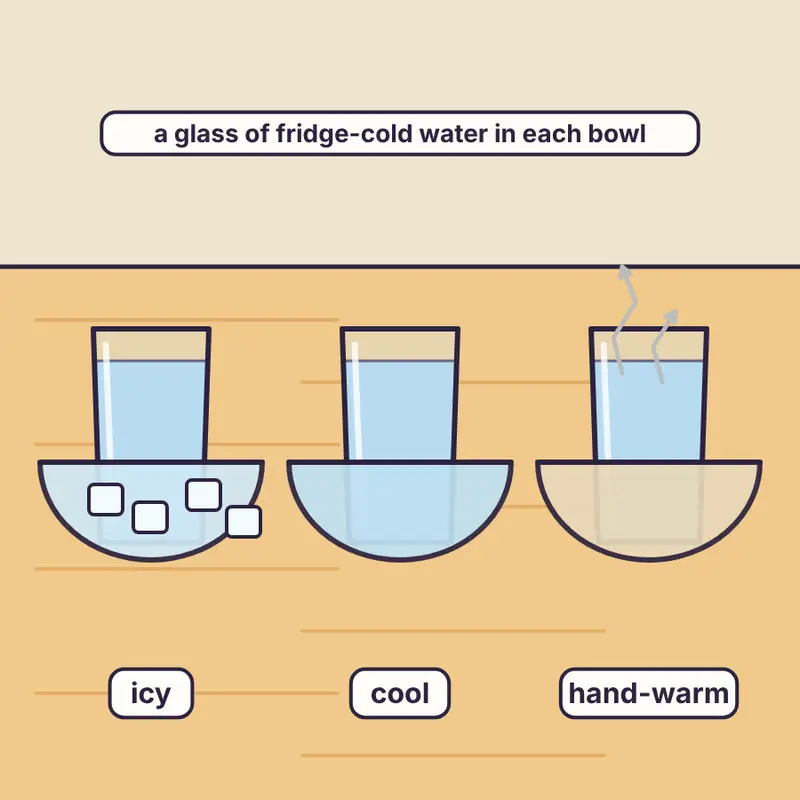 a glass of fridge-cold water in each bowl
icy
cool
hand-warm